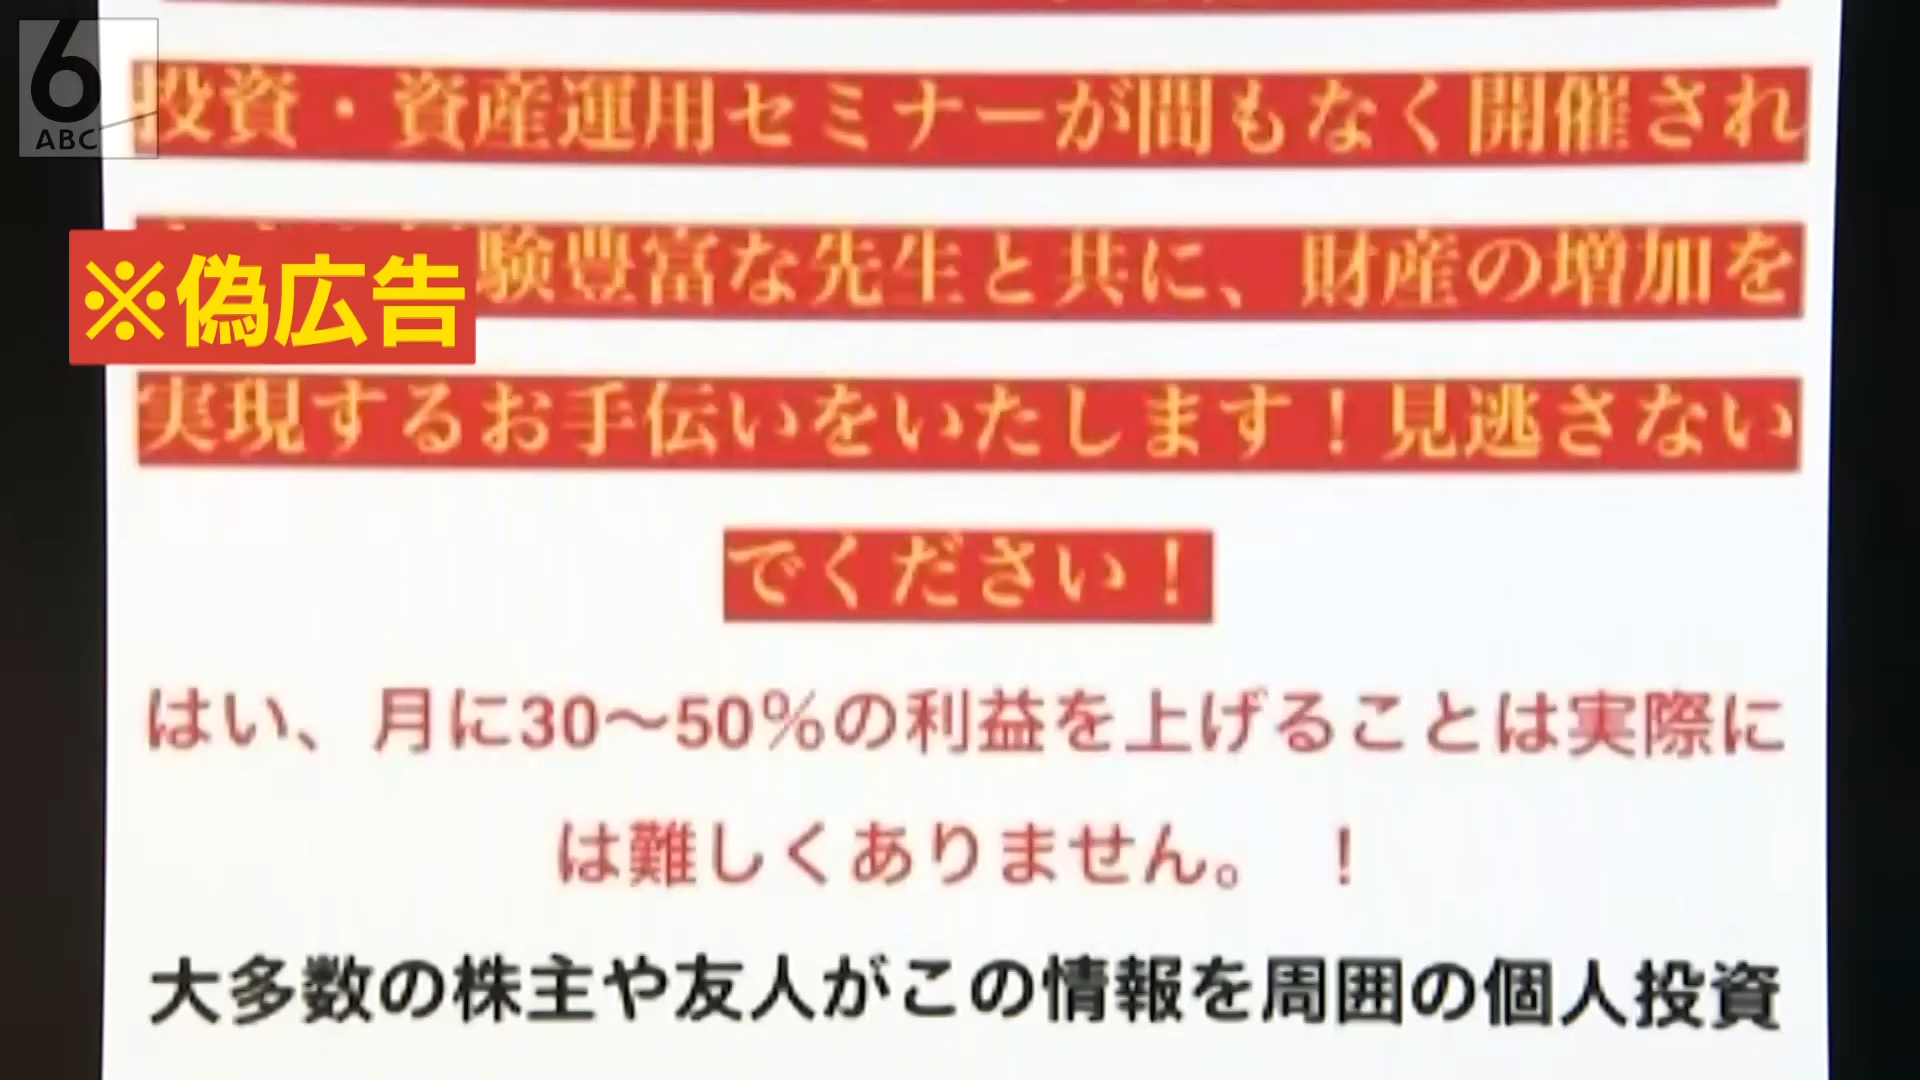 6
ABC
投資・資産運用セミナーが間もなく開催され
験豊富な先生と共に、財産の増加を
※偽広告
実現するお手伝いをいたします！見逃さない
でください！
はい、月に30～50%の利益を上げることは実際に
は難しくありません。！
大多数の株主や友人がこの情報を周囲の個人投資